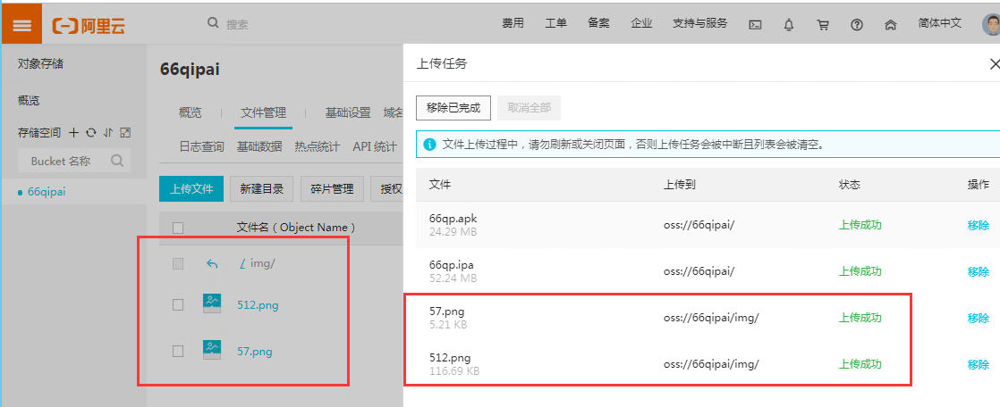 阿里云
搜索
费用 工单 备案 企业 支持与服务 简体中文
对象存储
概览
存储空间
Bucket 名称
66qipai
66qipai
概览 文件管理 基础设置 域名
日志查询 基础数据 热点统计 API 统计
上传文件 新建目录 碎片管理 授权
文件名（Object Name）
/ img/
512.png
57.png
上传任务
移除已完成 取消全部
文件上传过程中，请勿刷新或关闭页面，否则上传任务会被中断且列表会被清空。
文件 上传到 状态 操作
66qp.apk
24.29 MB
oss://66qipai/ 上传成功 移除
66qp.ipa
52.24 MB
oss://66qipai/ 上传成功 移除
57.png
5.21 KB
oss://66qipai/img/ 上传成功 移除
512.png
116.69 KB
oss://66qipai/img/ 上传成功 移除